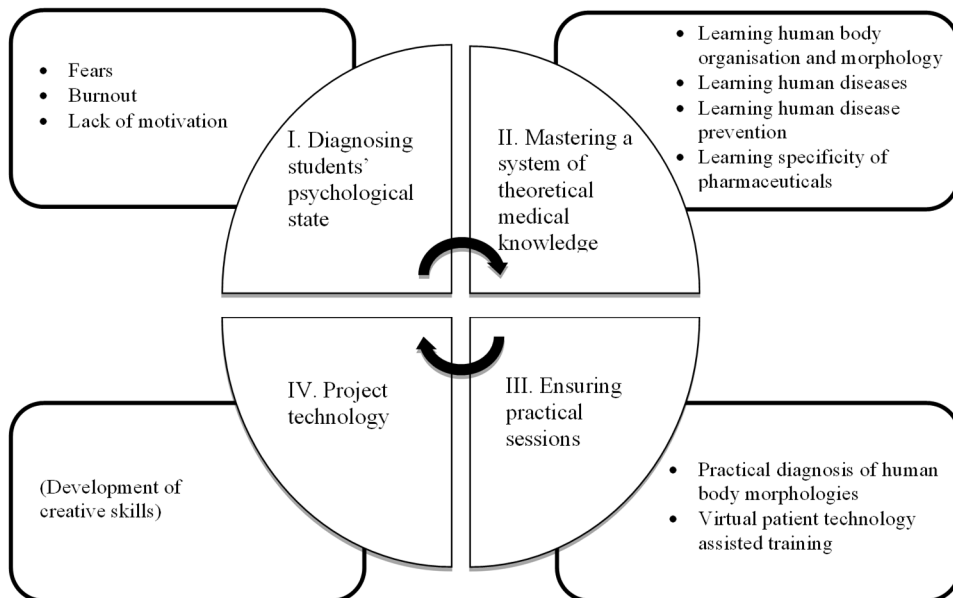 • Fears
• Burnout
• Lack of motivation
I. Diagnosing
students’
psychological
state
II. Mastering a
system of
theoretical
medical
knowledge
• Learning human body
organisation and morphology
• Learning human diseases
• Learning human disease
prevention
• Learning specificity of
pharmaceuticals
IV. Project
technology
(Development of
creative skills)
III. Ensuring
practical
sessions
• Practical diagnosis of human
body morphologies
• Virtual patient technology
assisted training